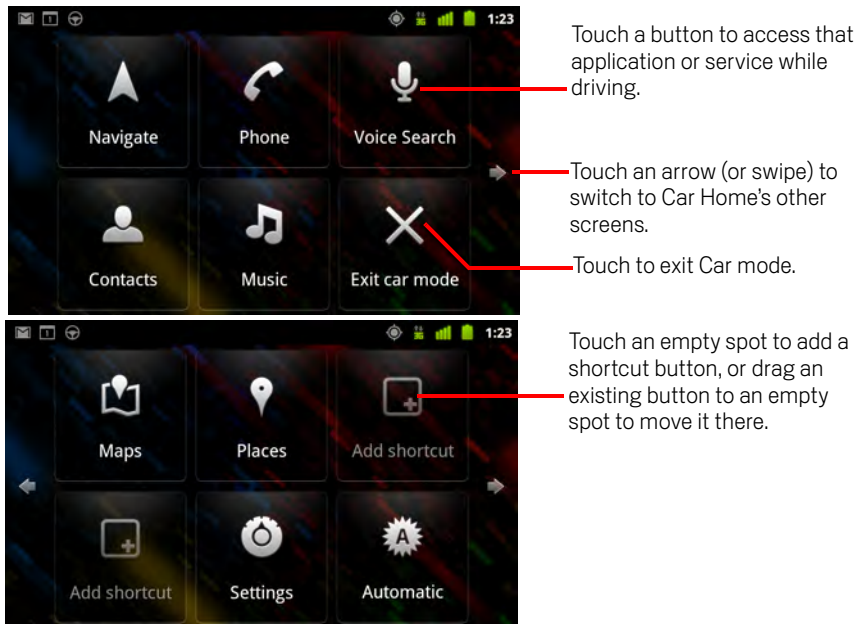 1:23
Touch a button to access that
application or service while
driving.
Navigate Phone Voice Search
Touch an arrow (or swipe) to
switch to Car Home's other
screens.
Contacts Music Exit car mode
Touch to exit Car mode.
1:23
Touch an empty spot to add a
shortcut button, or drag an
existing button to an empty
spot to move it there.
Maps Places Add shortcut
Add shortcut Settings A Automatic